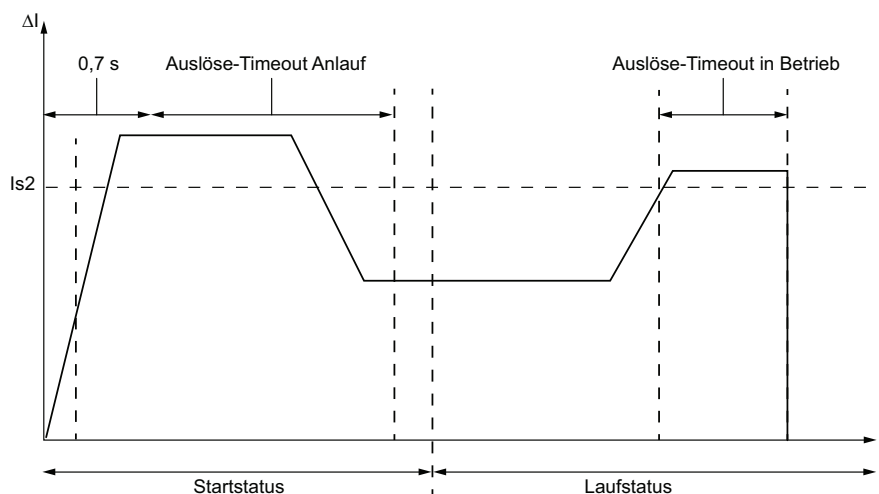 ΔI
0,7 s
Auslöse-Timeout Anlauf
Auslöse-Timeout in Betrieb
Is2
Startstatus
Laufstatus